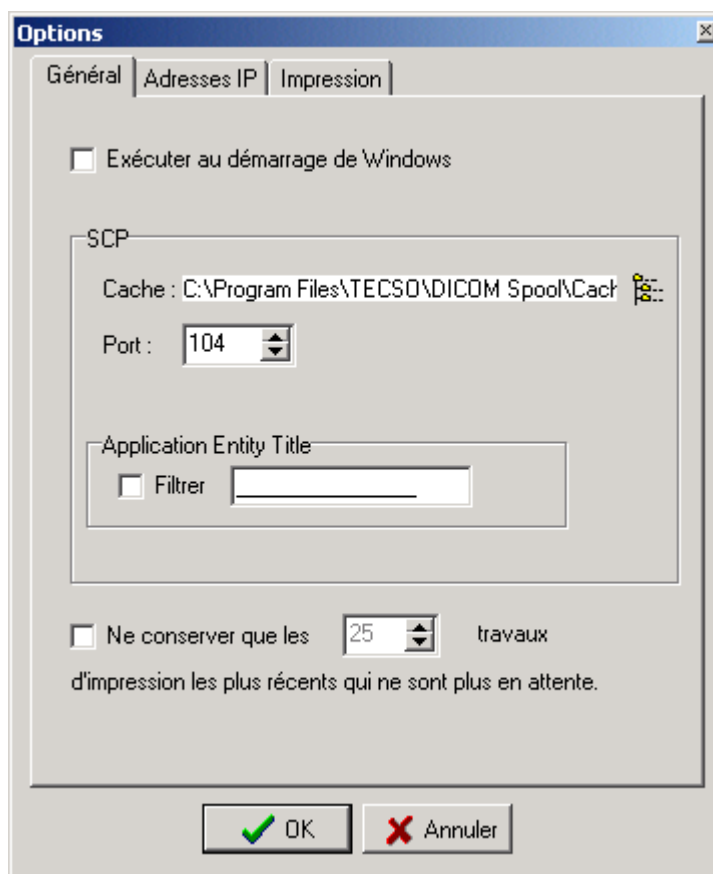 Options
Général Adresses IP Impression
Exécuter au démarrage de Windows
SCP
Cache : C:\Program Files\TECSO\DICOM Spool\Cach
Port : 104
Application Entity Title
Filtrer
Ne conserver que les 25 travaux
d'impression les plus récents qui ne sont plus en attente.
OK Annuler